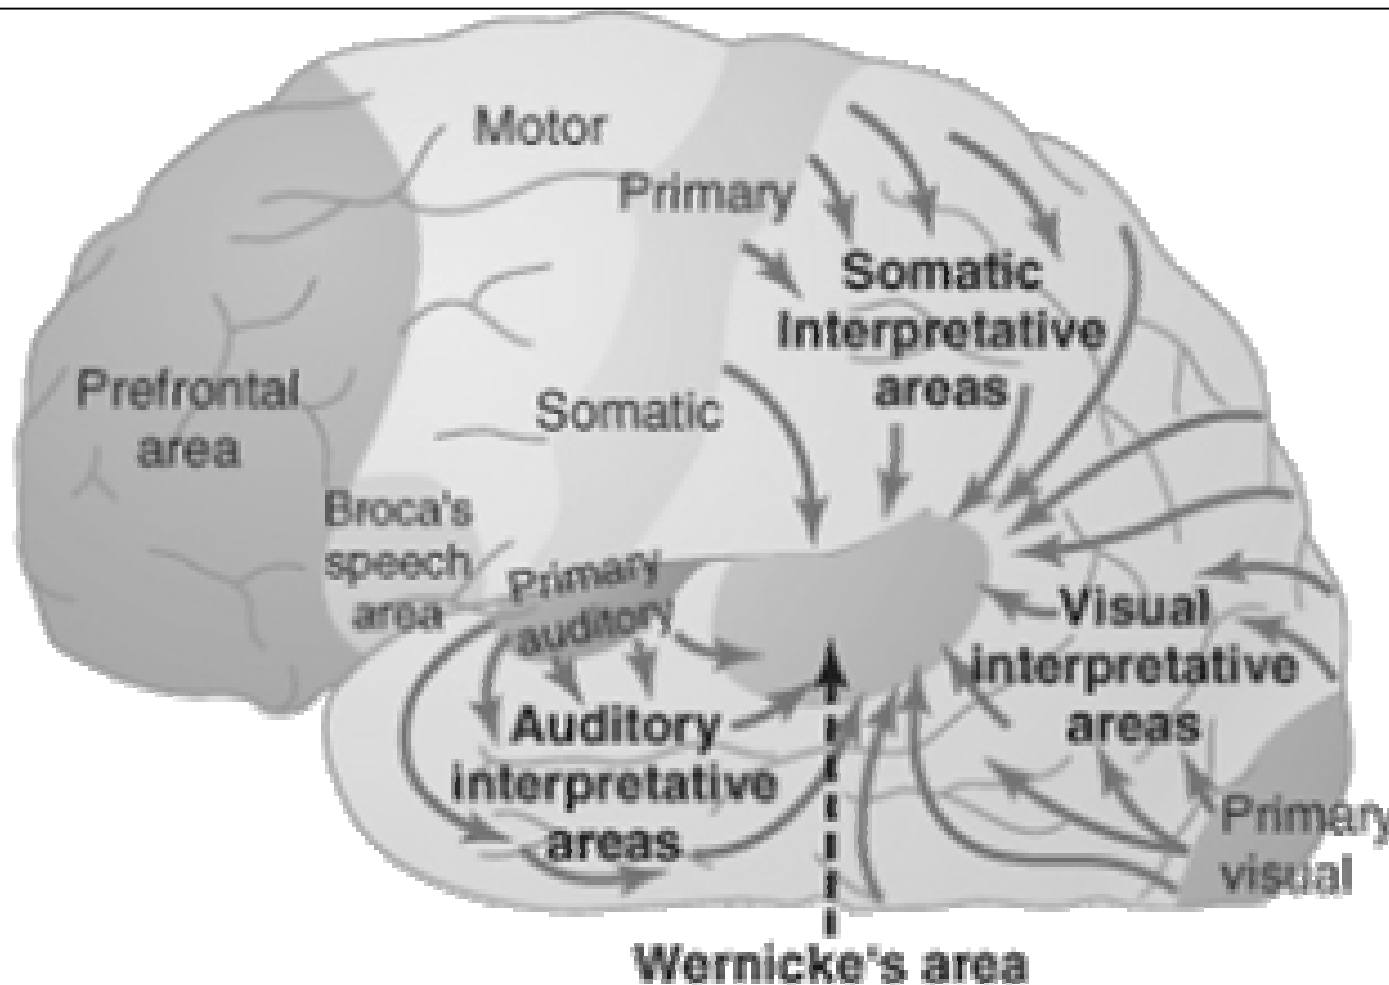 Motor
Primary
Somatic
Interpretative
areas
Prefrontal
area
Somatic
Broca's
speech
area
Primary
auditory
Visual
interpretative
areas
Auditory
interpretative
areas
Primary
visual
Wernicke's area